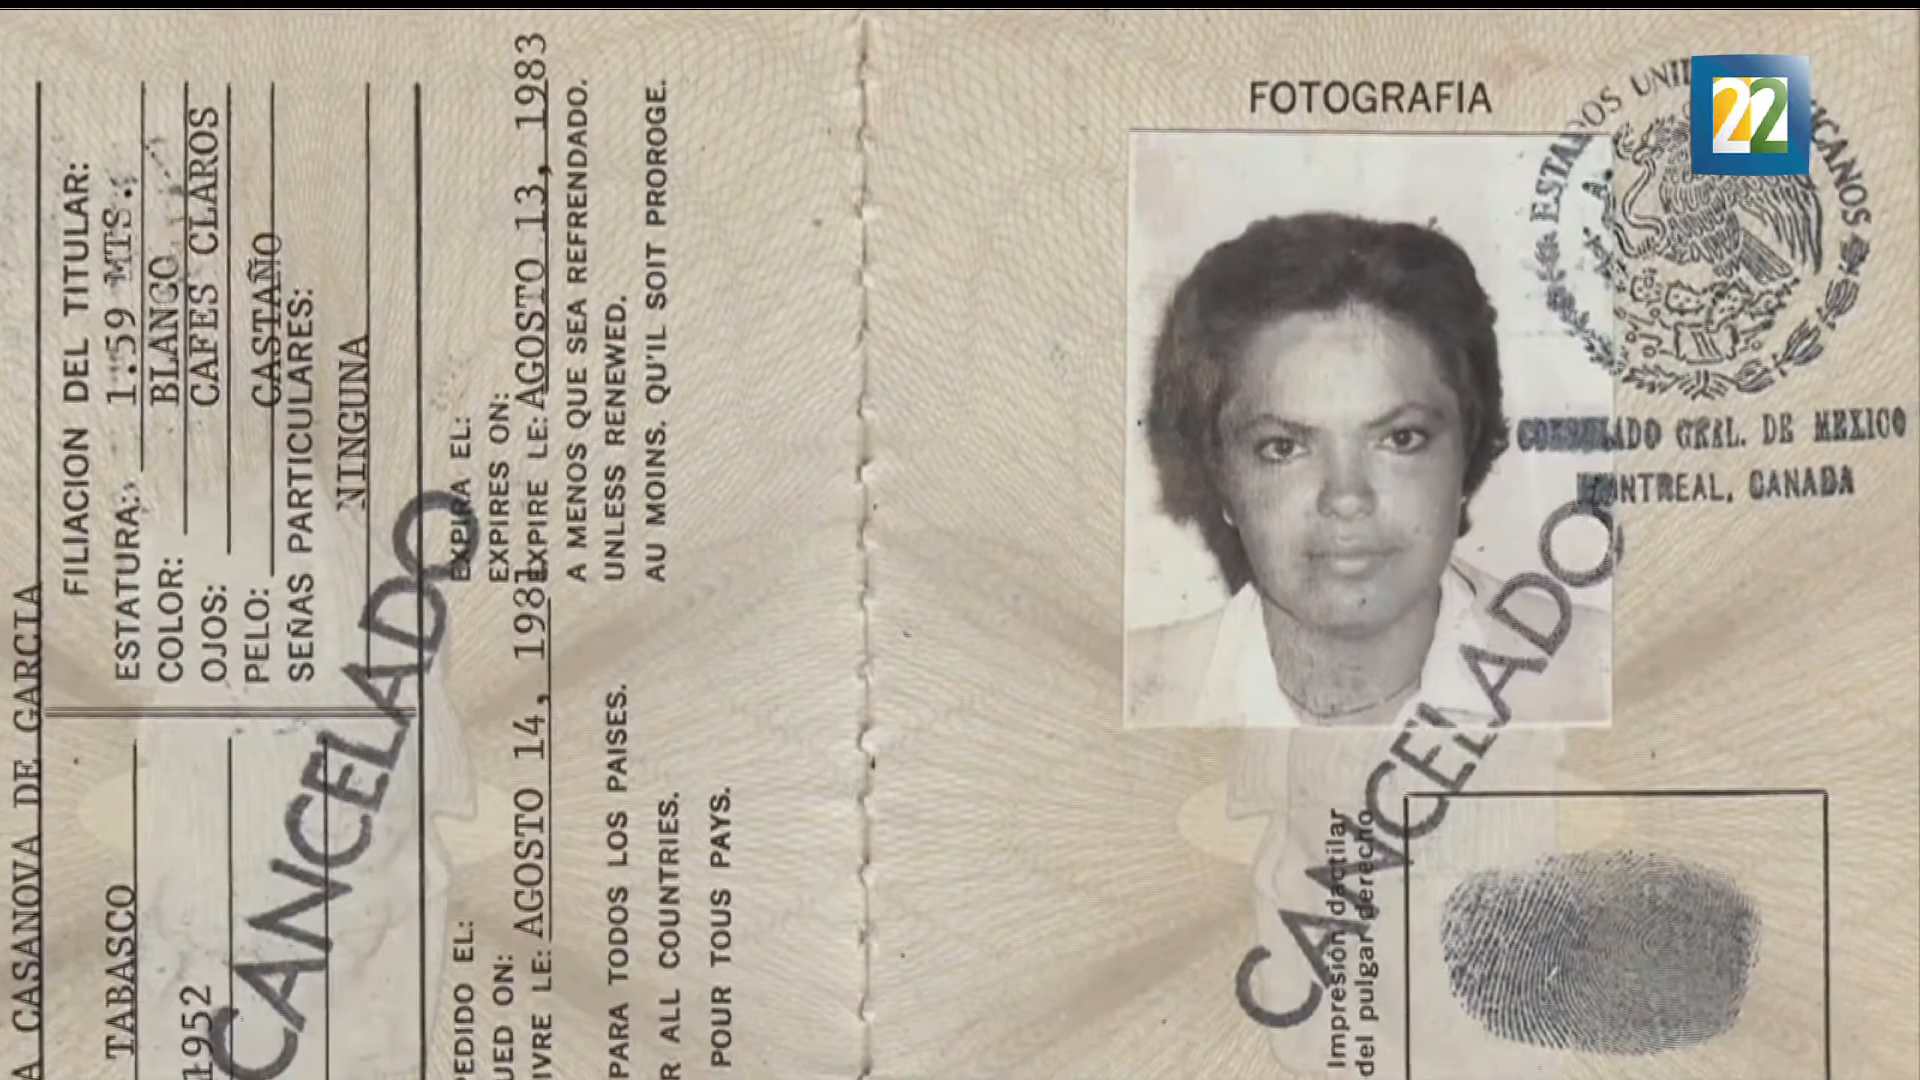 A CASANOVA DE GARCIA
FILIACION DEL TITULAR:
ESTATURA: 1.59 MTS.
COLOR: BLANCO
OJOS: CAFES CLAROS
PELO: CASTAÑO
SEÑAS PARTICULARES:
NINGUNA
TABASCO
1952
CANCELADO
PEDIDO EL:
UED ON:
IVRE LE: AGOSTO 14, 1981
EXPIRA EL:
EXPIRES ON:
EXPIRE LE: AGOSTO 13, 1983
A MENOS QUE SEA REFRENDADO.
UNLESS RENEWED.
AU MOINS. QU'IL SOIT PROROGE.
PARA TODOS LOS PAISES.
R ALL COUNTRIES.
POUR TOUS PAYS.
FOTOGRAFIA
ESTADOS UNIDOS MEXICANOS
22
CONSULADO GRAL. DE MEXICO
MONTREAL, CANADA
CANCELADO
Impresión dactilar
del pulgar derecho